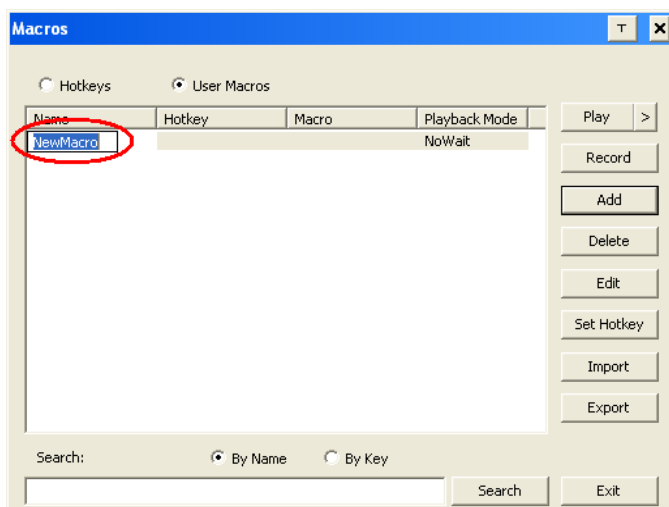 Macros T X
Hotkeys User Macros
Name Hotkey Macro Playback Mode
NewMacro NoWait
Play >
Record
Add
Delete
Edit
Set Hotkey
Import
Export
Search: By Name By Key
Search Exit